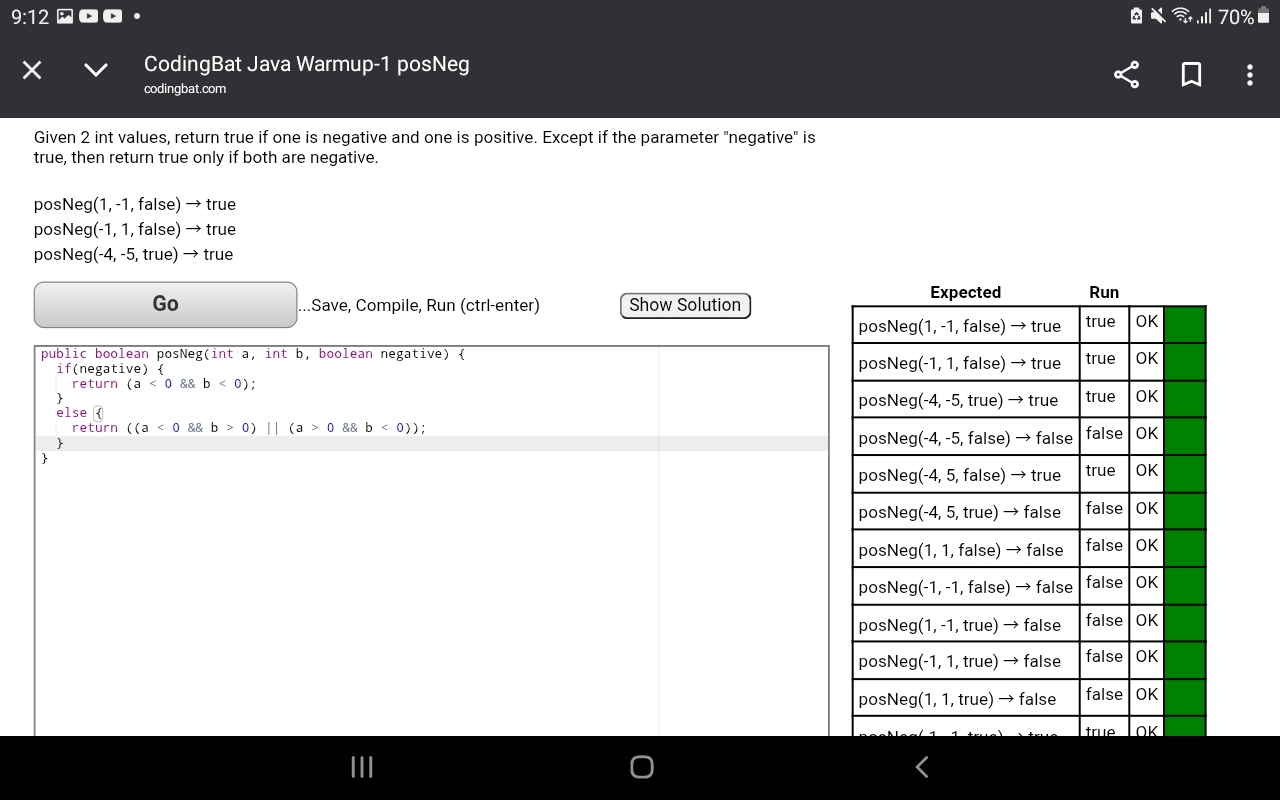 9:12
70%
CodingBat Java Warmup-1 posNeg
codingbat.com
Given 2 int values, return true if one is negative and one is positive. Except if the parameter "negative" is
true, then return true only if both are negative.
posNeg(1, -1, false) → true
posNeg(-1, 1, false) → true
posNeg(-4, -5, true) → true
Go
...Save, Compile, Run (ctrl-enter)
Show Solution
public boolean posNeg(int a, int b, boolean negative) {
  if(negative) {
    return (a < 0 && b < 0);
  }
  else {
    return ((a < 0 && b > 0) || (a > 0 && b < 0));
  }
}
Expected Run
posNeg(1, -1, false) → true true OK
posNeg(-1, 1, false) → true true OK
posNeg(-4, -5, true) → true true OK
posNeg(-4, -5, false) → false false OK
posNeg(-4, 5, false) → true true OK
posNeg(-4, 5, true) → false false OK
posNeg(1, 1, false) → false false OK
posNeg(-1, -1, false) → false false OK
posNeg(1, -1, true) → false false OK
posNeg(-1, 1, true) → false false OK
posNeg(1, 1, true) → false false OK
posNeg(-1, -1, true) → true true OK